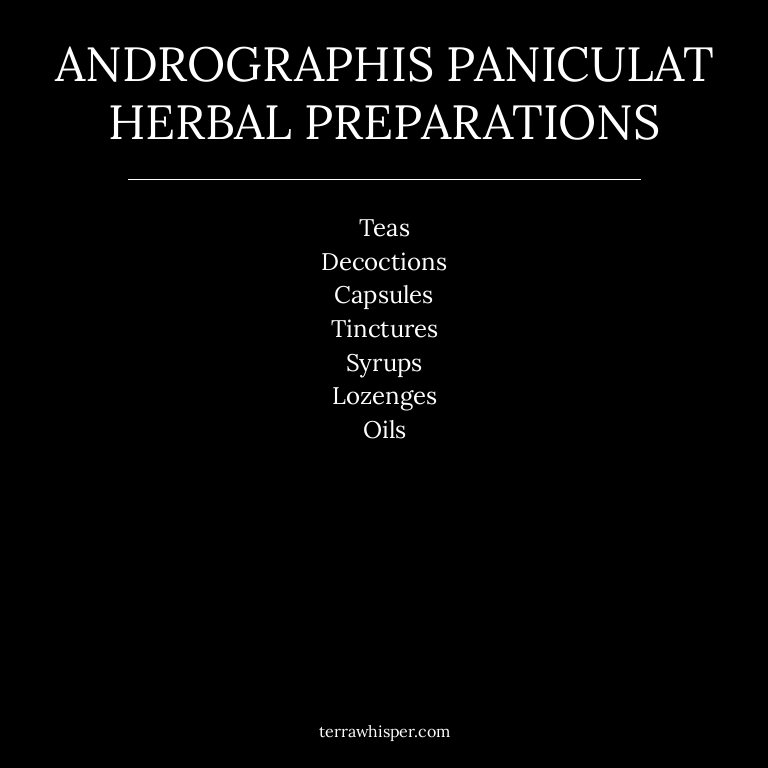 ANDROGRAPHIS PANICULAT
HERBAL PREPARATIONS
Teas
Decoctions
Capsules
Tinctures
Syrups
Lozenges
Oils
terrawhisper.com